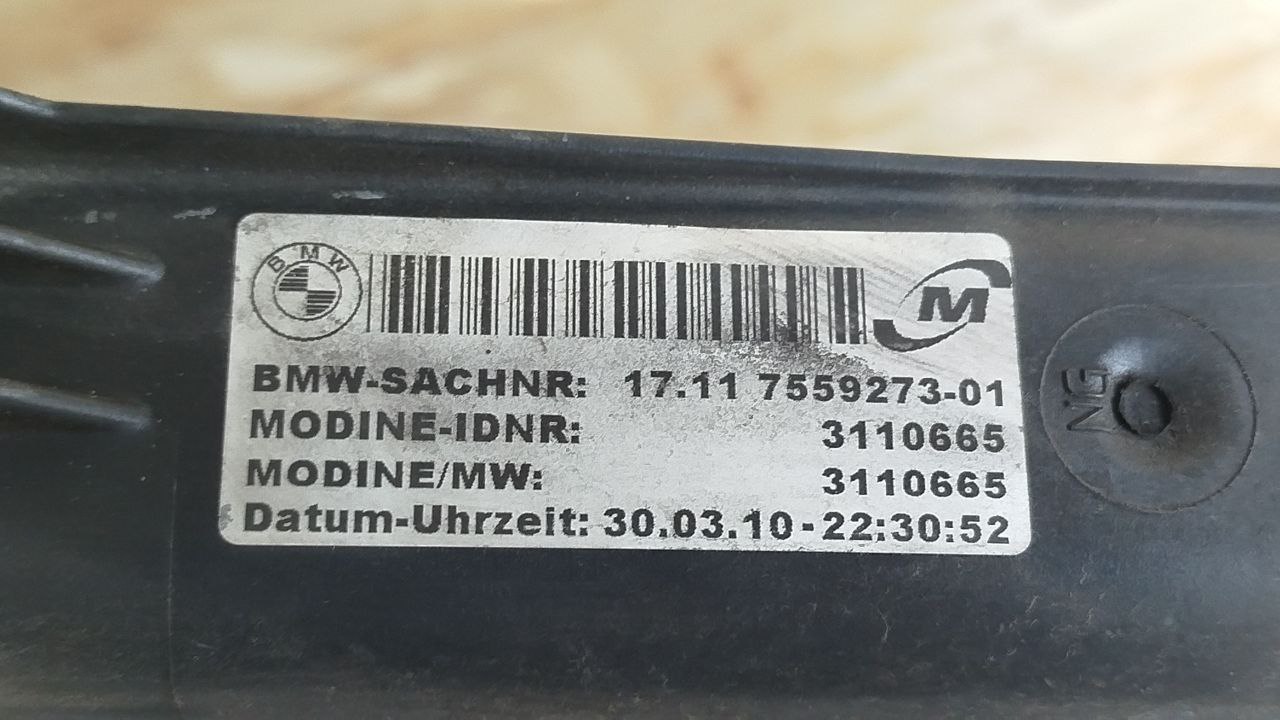 BMW
M
BMW-SACHNR: 17.11 7559273-01
MODINE-IDNR: 3110665
MODINE/MW: 3110665
Datum-Uhrzeit: 30.03.10-22:30:52
NG